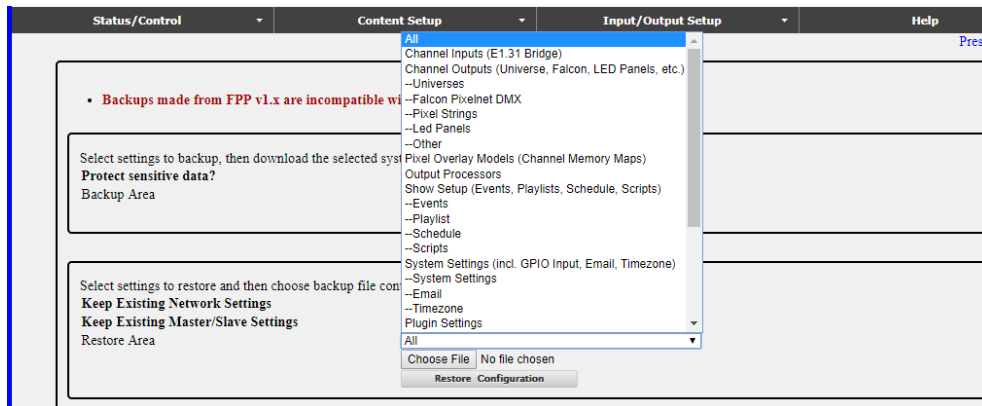 Status/Control Content Setup Input/Output Setup Help
Pres
• Backups made from FPP v1.x are incompatible wi
Select settings to backup, then download the selected syst
Protect sensitive data?
Backup Area
Select settings to restore and then choose backup file con
Keep Existing Network Settings
Keep Existing Master/Slave Settings
Restore Area
All
Channel Inputs (E1.31 Bridge)
Channel Outputs (Universe, Falcon, LED Panels, etc.)
--Universes
--Falcon Pixelnet DMX
--Pixel Strings
--Led Panels
--Other
Pixel Overlay Models (Channel Memory Maps)
Output Processors
Show Setup (Events, Playlists, Schedule, Scripts)
--Events
--Playlist
--Schedule
--Scripts
System Settings (incl. GPIO Input, Email, Timezone)
--System Settings
--Email
--Timezone
Plugin Settings
All
Choose File No file chosen
Restore Configuration